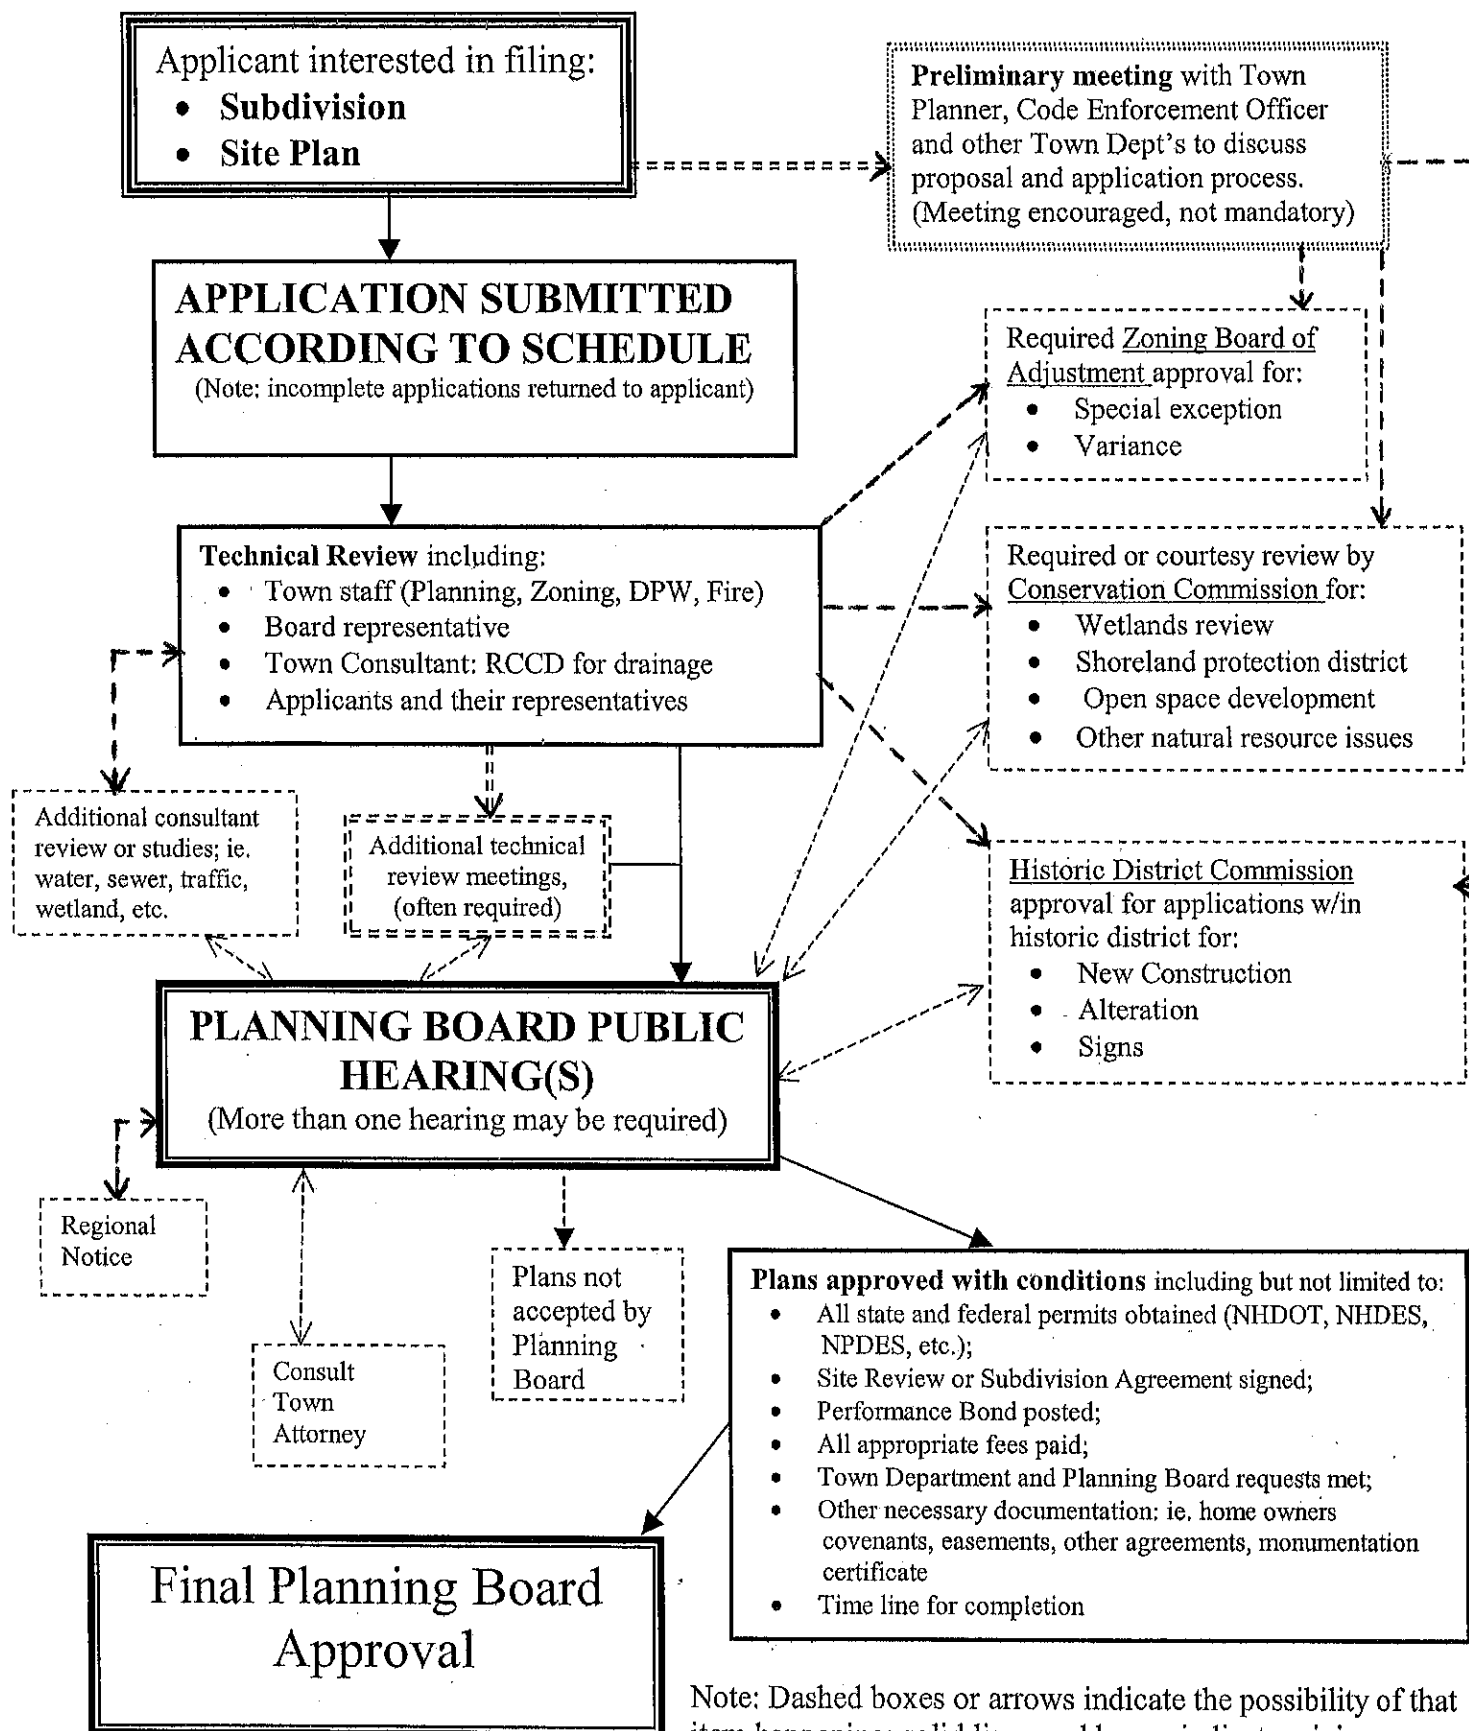 Applicant interested in filing:
• Subdivision
• Site Plan
Preliminary meeting with Town
Planner, Code Enforcement Officer
and other Town Dept's to discuss
proposal and application process.
(Meeting encouraged, not mandatory)
APPLICATION SUBMITTED
ACCORDING TO SCHEDULE
(Note: incomplete applications returned to applicant)
Required Zoning Board of
Adjustment approval for:
• Special exception
• Variance
Technical Review including:
• Town staff (Planning, Zoning, DPW, Fire)
• Board representative
• Town Consultant: RCCD for drainage
• Applicants and their representatives
Required or courtesy review by
Conservation Commission for:
• Wetlands review
• Shoreland protection district
• Open space development
• Other natural resource issues
Additional consultant
review or studies; ie.
water, sewer, traffic,
wetland, etc.
Additional technical
review meetings,
(often required)
Historic District Commission
approval for applications w/in
historic district for:
• New Construction
• Alteration
• Signs
PLANNING BOARD PUBLIC
HEARING(S)
(More than one hearing may be required)
Regional
Notice
Consult
Town
Attorney
Plans not
accepted by
Planning
Board
Plans approved with conditions including but not limited to:
• All state and federal permits obtained (NHDOT, NHDES,
NPDES, etc.);
• Site Review or Subdivision Agreement signed;
• Performance Bond posted;
• All appropriate fees paid;
• Town Department and Planning Board requests met;
• Other necessary documentation: ie. home owners
covenants, easements, other agreements, monumentation
certificate
• Time line for completion
Final Planning Board
Approval
Note: Dashed boxes or arrows indicate the possibility of that